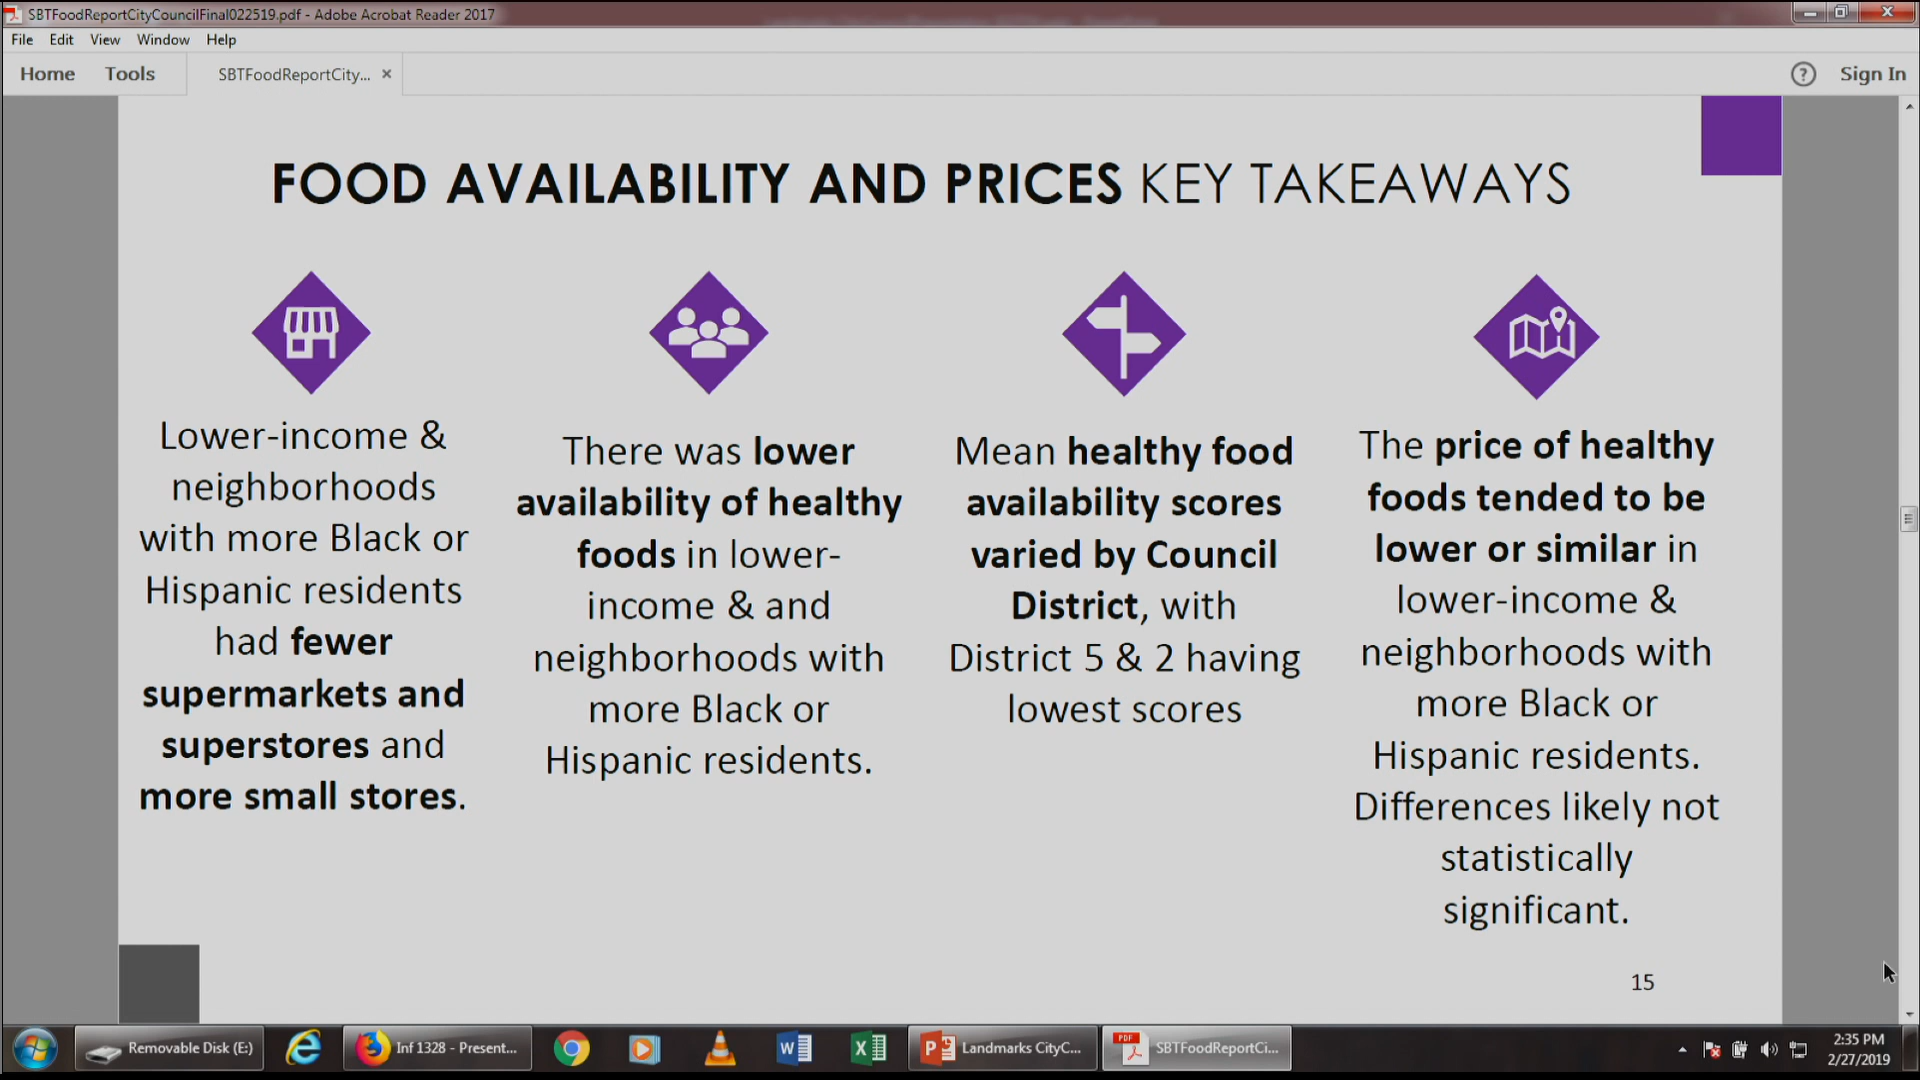 SBTFoodReportCityCouncilFinal022519.pdf - Adobe Acrobat Reader 2017
File Edit View Window Help
Home Tools SBTFoodReportCity... × ? Sign In
FOOD AVAILABILITY AND PRICES KEY TAKEAWAYS
Lower-income &
neighborhoods
with more Black or
Hispanic residents
had fewer
supermarkets and
superstores and
more small stores.
There was lower
availability of healthy
foods in lower-
income & and
neighborhoods with
more Black or
Hispanic residents.
Mean healthy food
availability scores
varied by Council
District, with
District 5 & 2 having
lowest scores
The price of healthy
foods tended to be
lower or similar in
lower-income &
neighborhoods with
more Black or
Hispanic residents.
Differences likely not
statistically
significant.
15
Removable Disk (E:)
Inf 1328 - Present...
W
X
P
Landmarks CityC...
PDF
SBTFoodReportCi...
2:35 PM
2/27/2019